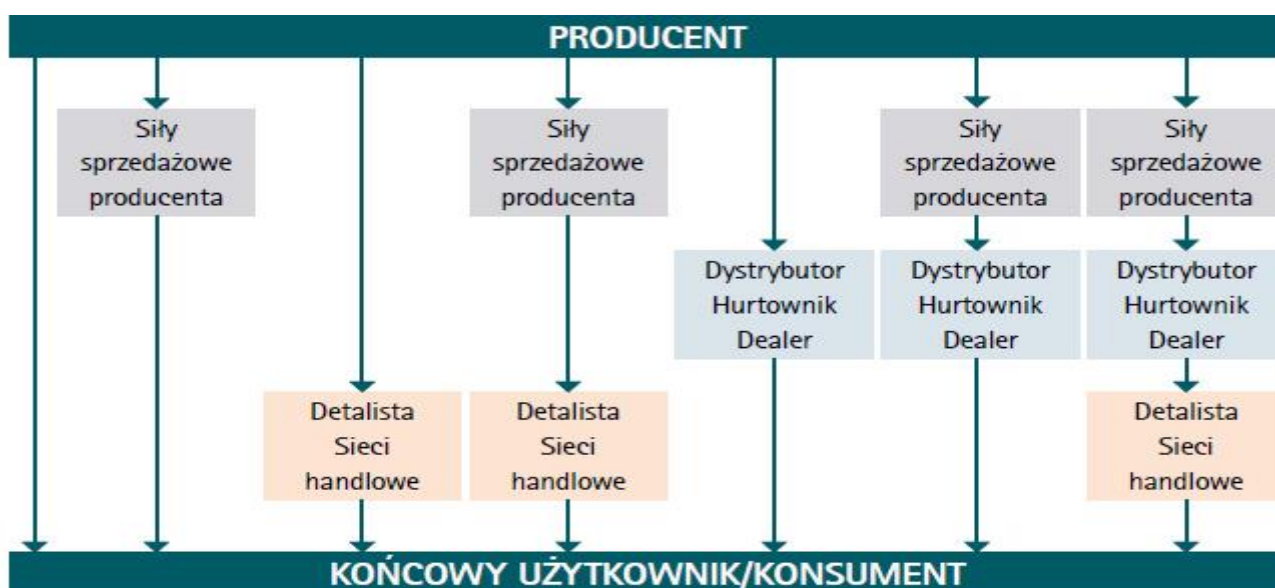 PRODUCENT
Siły
sprzedażowe
producenta
Siły
sprzedażowe
producenta
Siły
sprzedażowe
producenta
Siły
sprzedażowe
producenta
Dystrybutor
Hurtownik
Dealer
Dystrybutor
Hurtownik
Dealer
Dystrybutor
Hurtownik
Dealer
Detalista
Sieci
handlowe
Detalista
Sieci
handlowe
Detalista
Sieci
handlowe
KOŃCOWY UŻYTKOWNIK/KONSUMENT